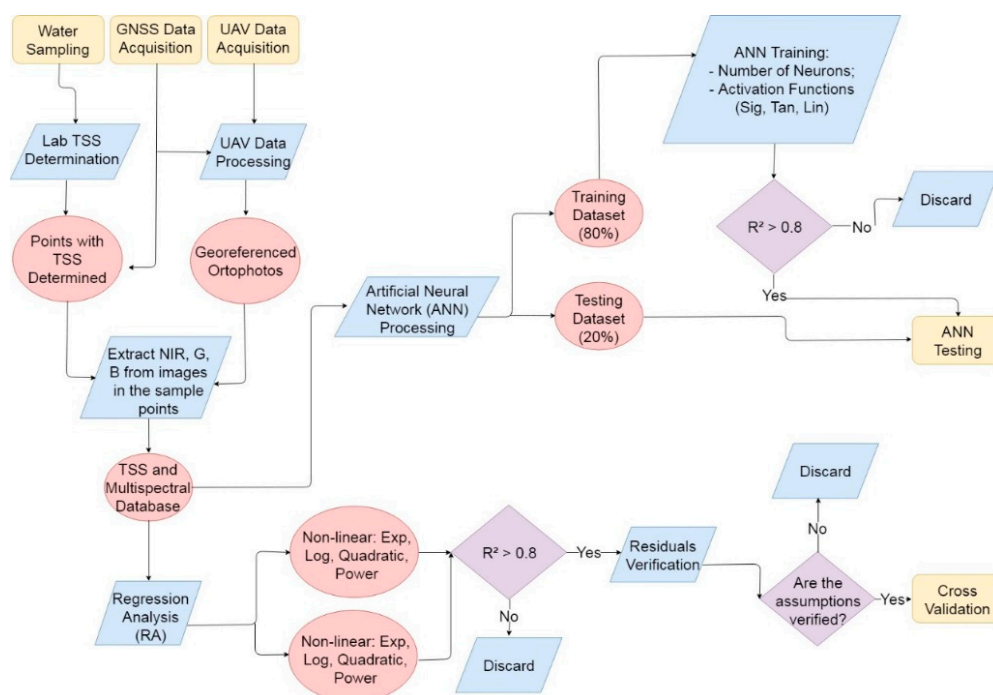 Water
Sampling
GNSS Data
Acquisition
UAV Data
Acquisition
Lab TSS
Determination
UAV Data
Processing
Points with
TSS
Determined
Georeferenced
Ortophotos
Extract NIR, G,
B from images
in the sample
points
TSS and
Multispectral
Database
Regression
Analysis
(RA)
Artificial Neural
Network (ANN)
Processing
Training
Dataset
(80%)
Testing
Dataset
(20%)
ANN Training:
- Number of Neurons;
- Activation Functions
(Sig, Tan, Lin)
R² > 0.8
No
Discard
Yes
ANN
Testing
Non-linear: Exp,
Log, Quadratic,
Power
Non-linear: Exp,
Log, Quadratic,
Power
R² > 0.8
No
Discard
Yes
Residuals
Verification
Are the
assumptions
verified?
No
Discard
Yes
Cross
Validation